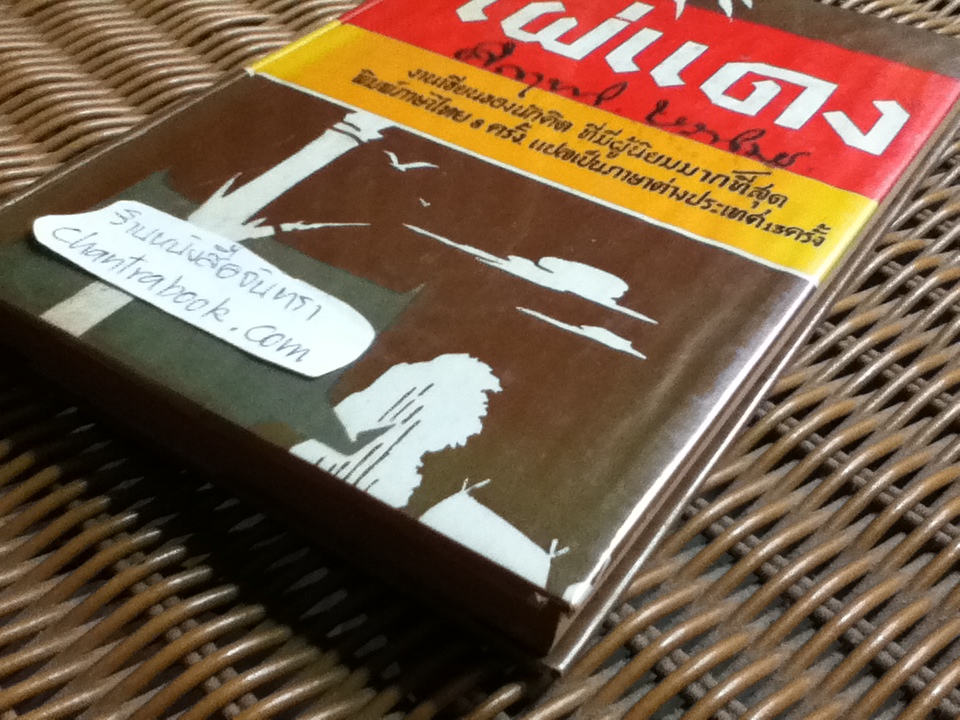 ไผ่แดง
งานเขียนของนักคิด ที่มีผู้นิยมมากที่สุด
พิมพ์ภาษาไทย ๘ ครั้ง แปลเป็นภาษาต่างประเทศ ๑๓ ครั้ง
ร้านหนังสือจันทรา
chantrabook.com